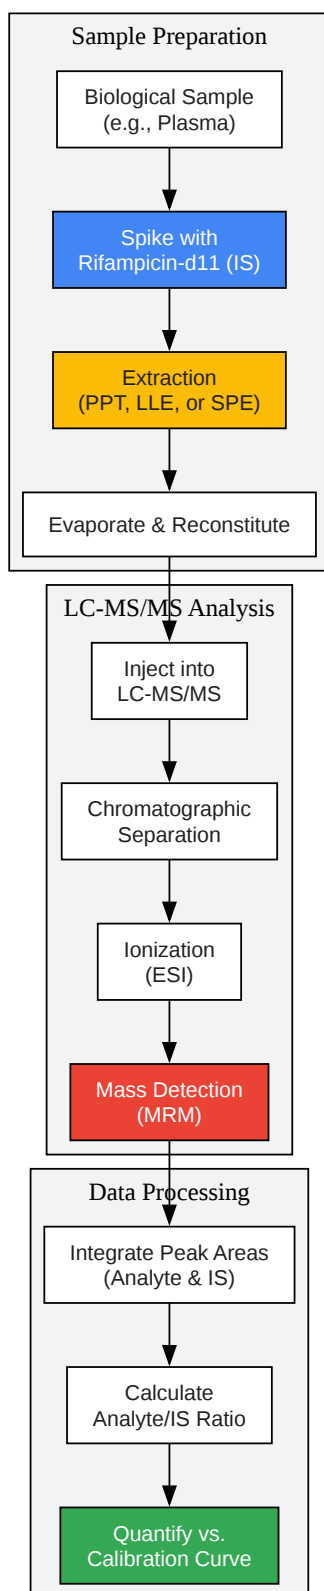 Sample Preparation
Biological Sample
(e.g., Plasma)
Spike with
Rifampicin-d11 (IS)
Extraction
(PPT, LLE, or SPE)
Evaporate & Reconstitute
LC-MS/MS Analysis
Inject into
LC-MS/MS
Chromatographic
Separation
Ionization
(ESI)
Mass Detection
(MRM)
Data Processing
Integrate Peak Areas
(Analyte & IS)
Calculate
Analyte/IS Ratio
Quantify vs.
Calibration Curve